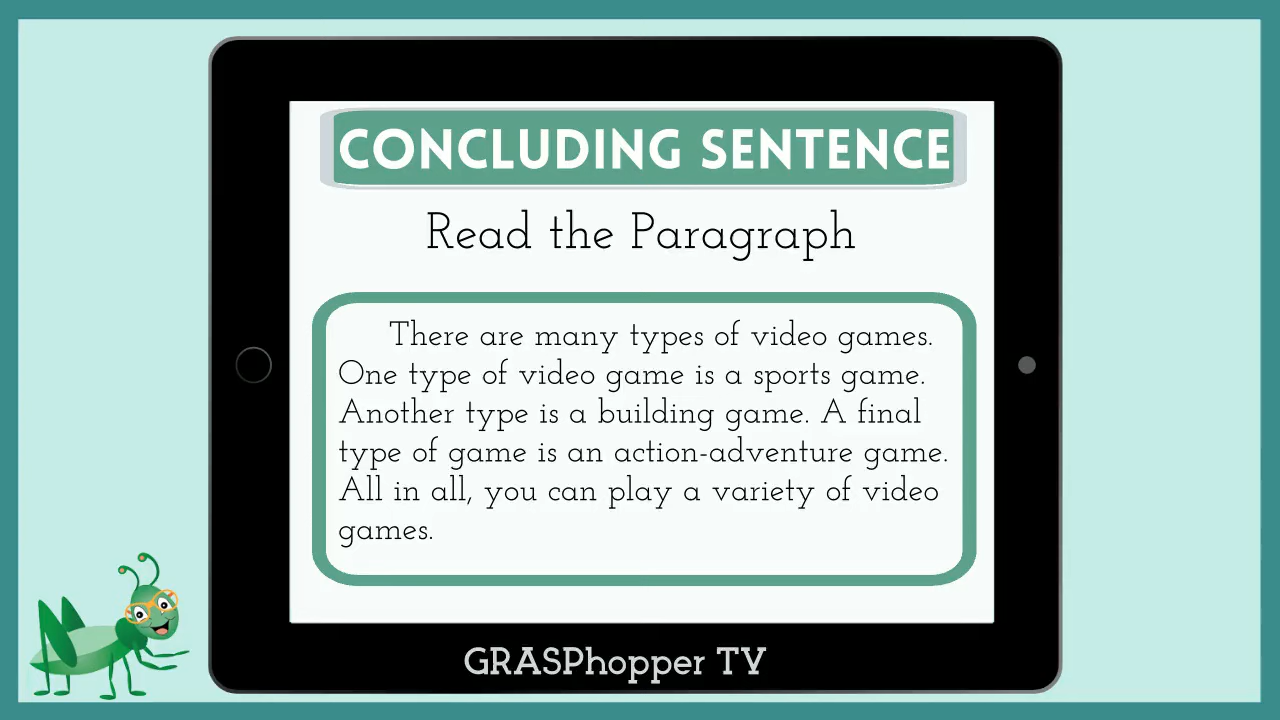 CONCLUDING SENTENCE
Read the Paragraph
There are many types of video games.
One type of video game is a sports game.
Another type is a building game. A final
type of game is an action-adventure game.
All in all, you can play a variety of video
games.
GRASPhopper TV